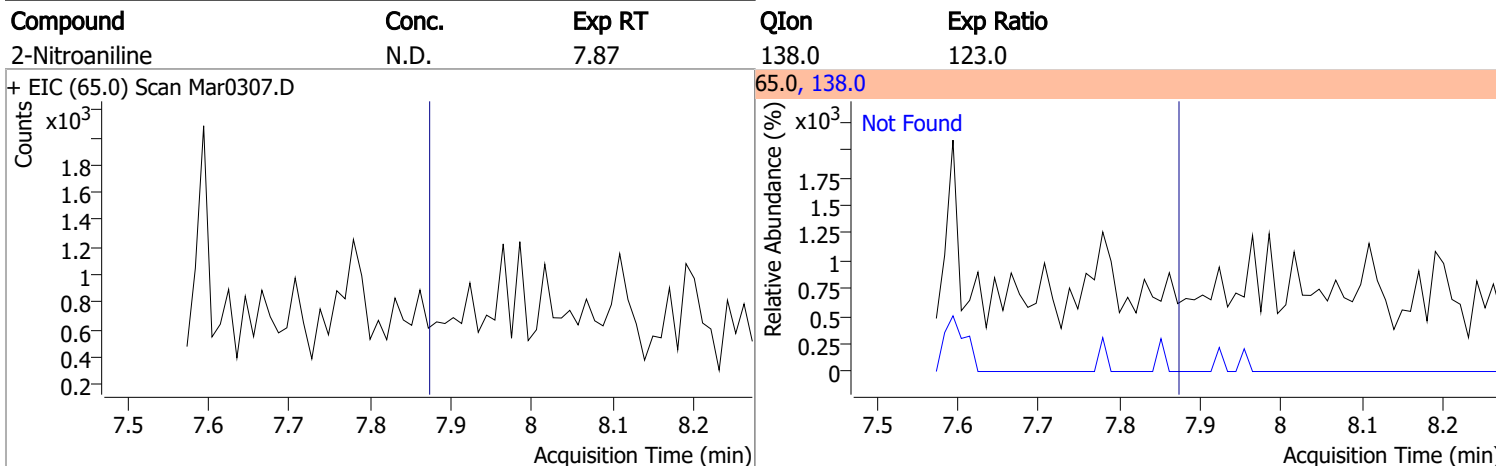 Compound Conc. Exp RT QIon Exp Ratio
2-Nitroaniline N.D. 7.87 138.0 123.0
+ EIC (65.0) Scan Mar0307.D
Counts
x10³
1.8
1.6
1.4
1.2
1
0.8
0.6
0.4
0.2
7.5 7.6 7.7 7.8 7.9 8 8.1 8.2
Acquisition Time (min)
65.0, 138.0
Relative Abundance (%)
x10³
Not Found
1.75
1.5
1.25
1
0.75
0.5
0.25
0
7.5 7.6 7.7 7.8 7.9 8 8.1 8.2
Acquisition Time (min)